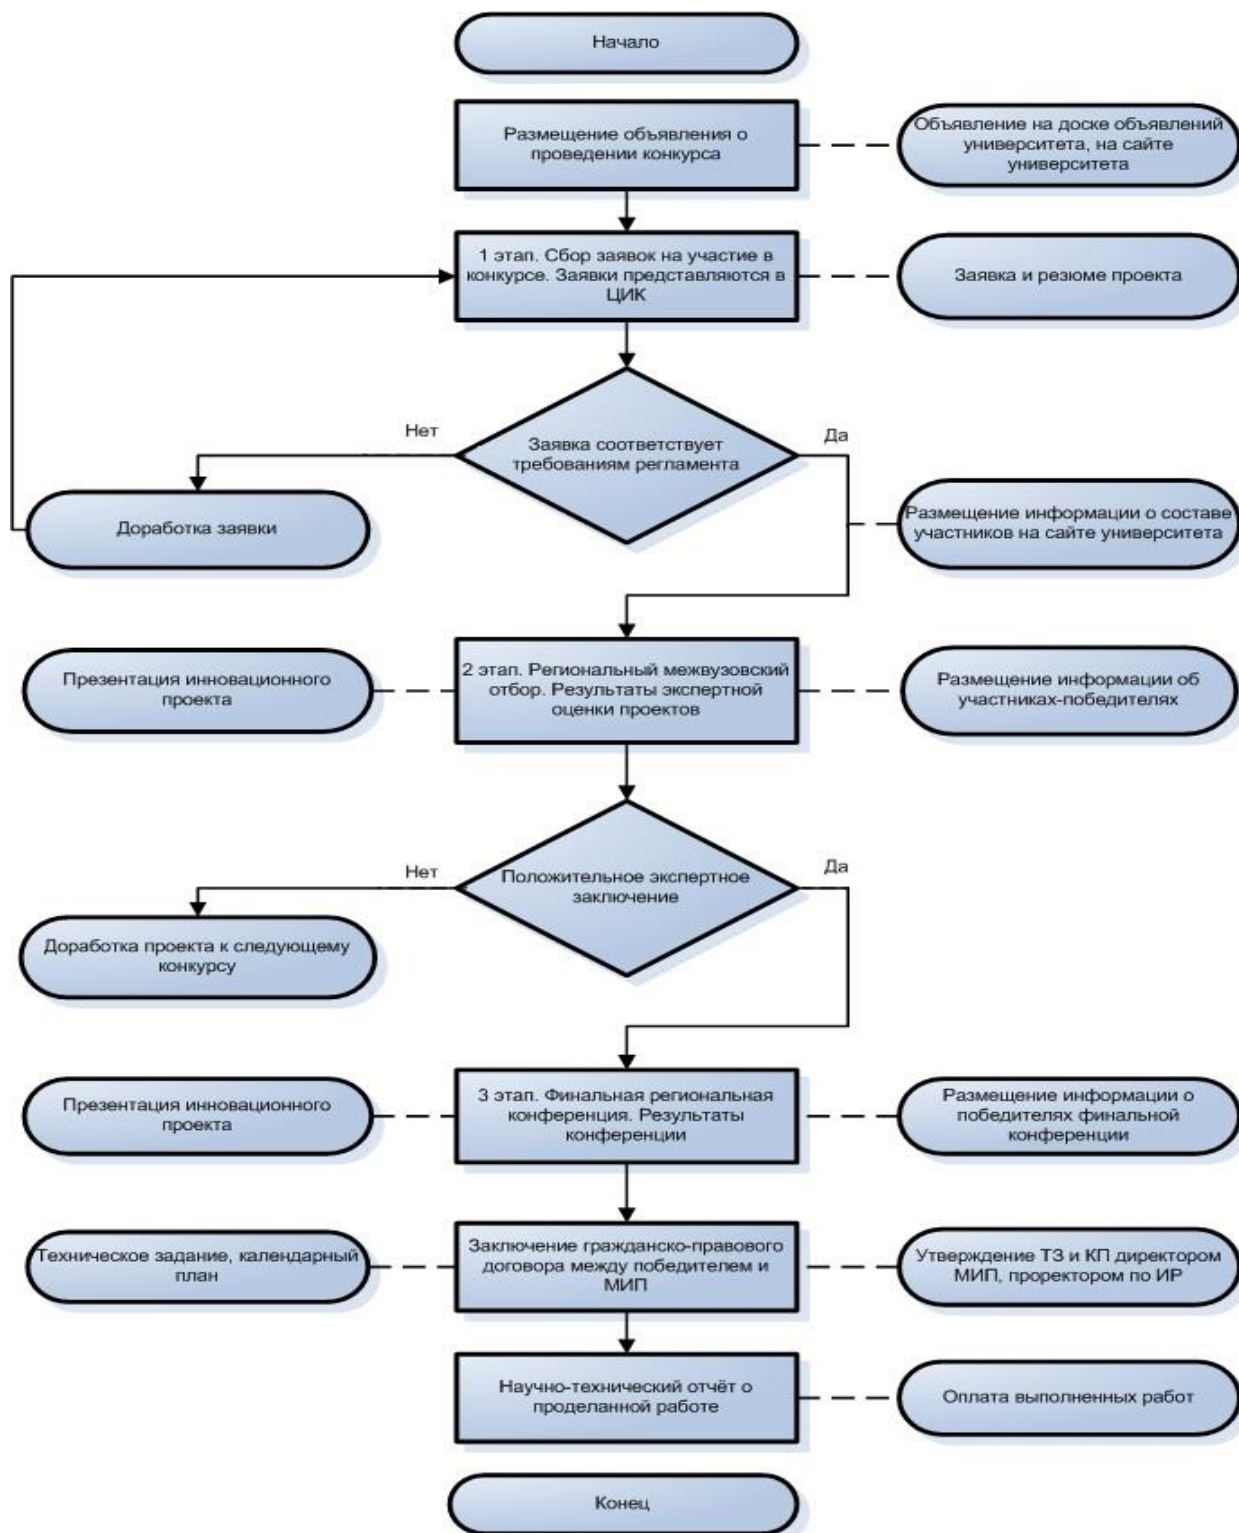 Начало
Размещение объявления о
проведении конкурса
Объявление на доске объявлений
университета, на сайте
университета
1 этап. Сбор заявок на участие в
конкурсе. Заявки представляются в
ЦИК
Заявка и резюме проекта
Нет
Заявка соответствует
требованиям регламента
Да
Доработка заявки
Размещение информации о составе
участников на сайте университета
Презентация инновационного
проекта
2 этап. Региональный межвузовский
отбор. Результаты экспертной
оценки проектов
Размещение информации об
участниках-победителях
Нет
Положительное экспертное
заключение
Да
Доработка проекта к следующему
конкурсу
Презентация инновационного
проекта
3 этап. Финальная региональная
конференция. Результаты
конференции
Размещение информации о
победителях финальной
конференции
Техническое задание, календарный
план
Заключение гражданско-правового
договора между победителем и
МИП
Утверждение ТЗ и КП директором
МИП, проректором по ИР
Научно-технический отчёт о
проделанной работе
Оплата выполненных работ
Конец